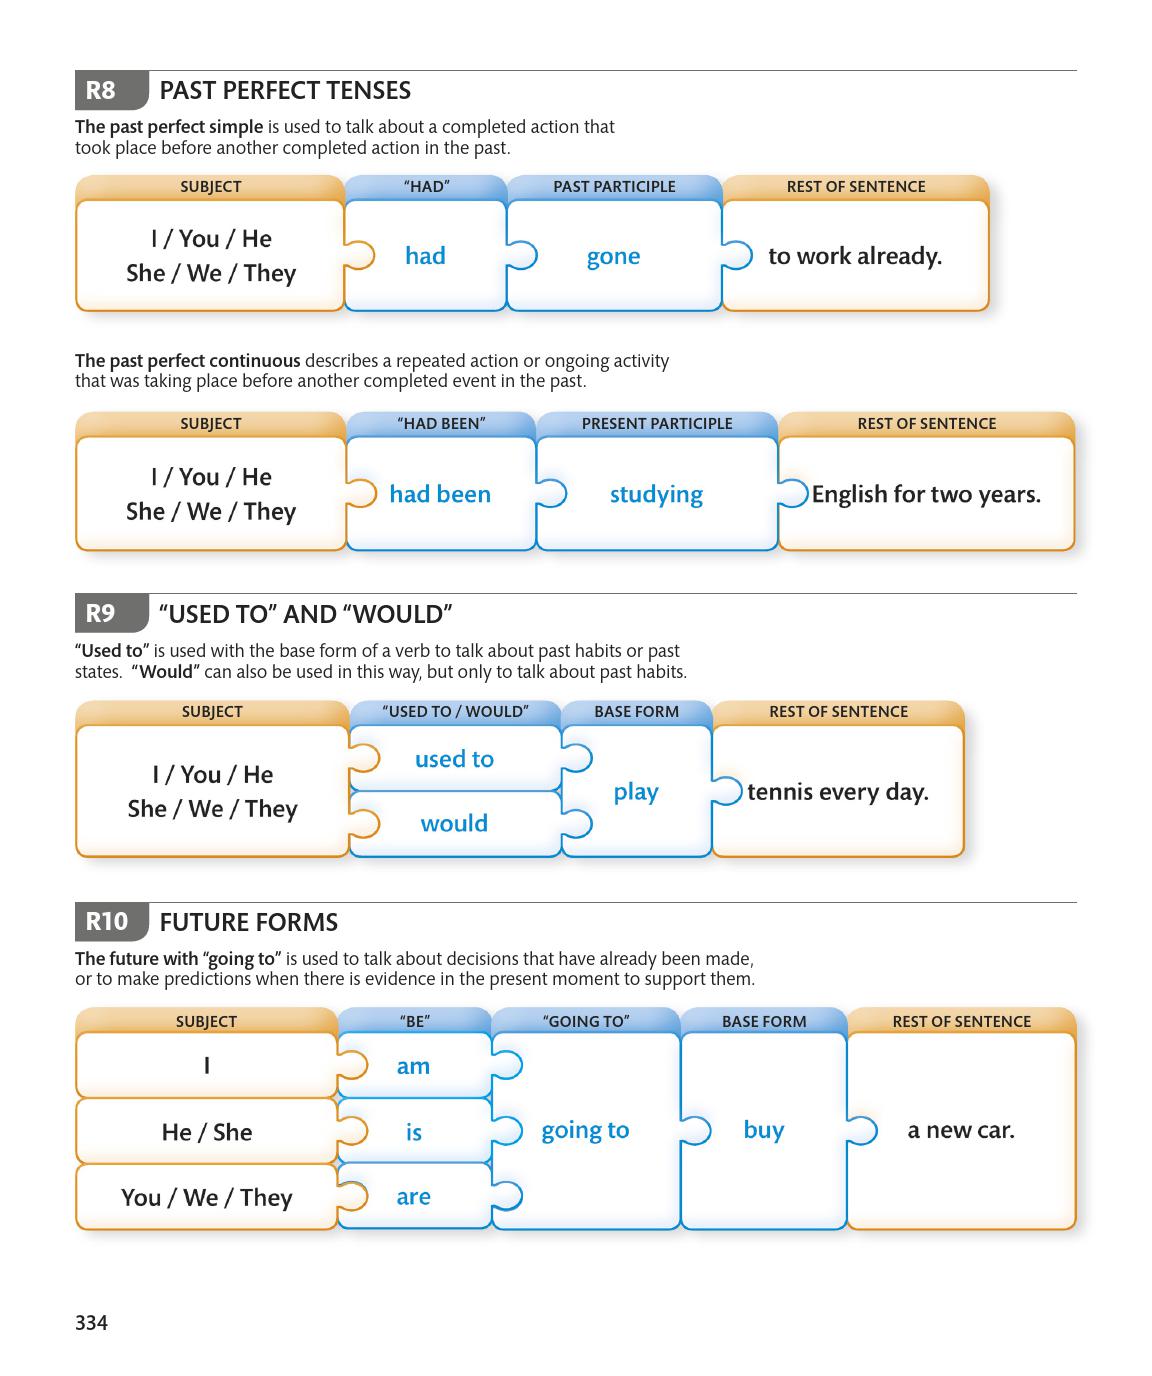 R8 PAST PERFECT TENSES
The past perfect simple is used to talk about a completed action that
took place before another completed action in the past.
SUBJECT “HAD” PAST PARTICIPLE REST OF SENTENCE
I / You / He
She / We / They
had gone to work already.
The past perfect continuous describes a repeated action or ongoing activity
that was taking place before another completed event in the past.
SUBJECT “HAD BEEN” PRESENT PARTICIPLE REST OF SENTENCE
I / You / He
She / We / They
had been studying English for two years.
R9 “USED TO” AND “WOULD”
“Used to” is used with the base form of a verb to talk about past habits or past
states. “Would” can also be used in this way, but only to talk about past habits.
SUBJECT “USED TO / WOULD” BASE FORM REST OF SENTENCE
I / You / He
She / We / They
used to
would
play tennis every day.
R10 FUTURE FORMS
The future with “going to” is used to talk about decisions that have already been made,
or to make predictions when there is evidence in the present moment to support them.
SUBJECT “BE” “GOING TO” BASE FORM REST OF SENTENCE
I am
He / She is going to buy a new car.
You / We / They are
334